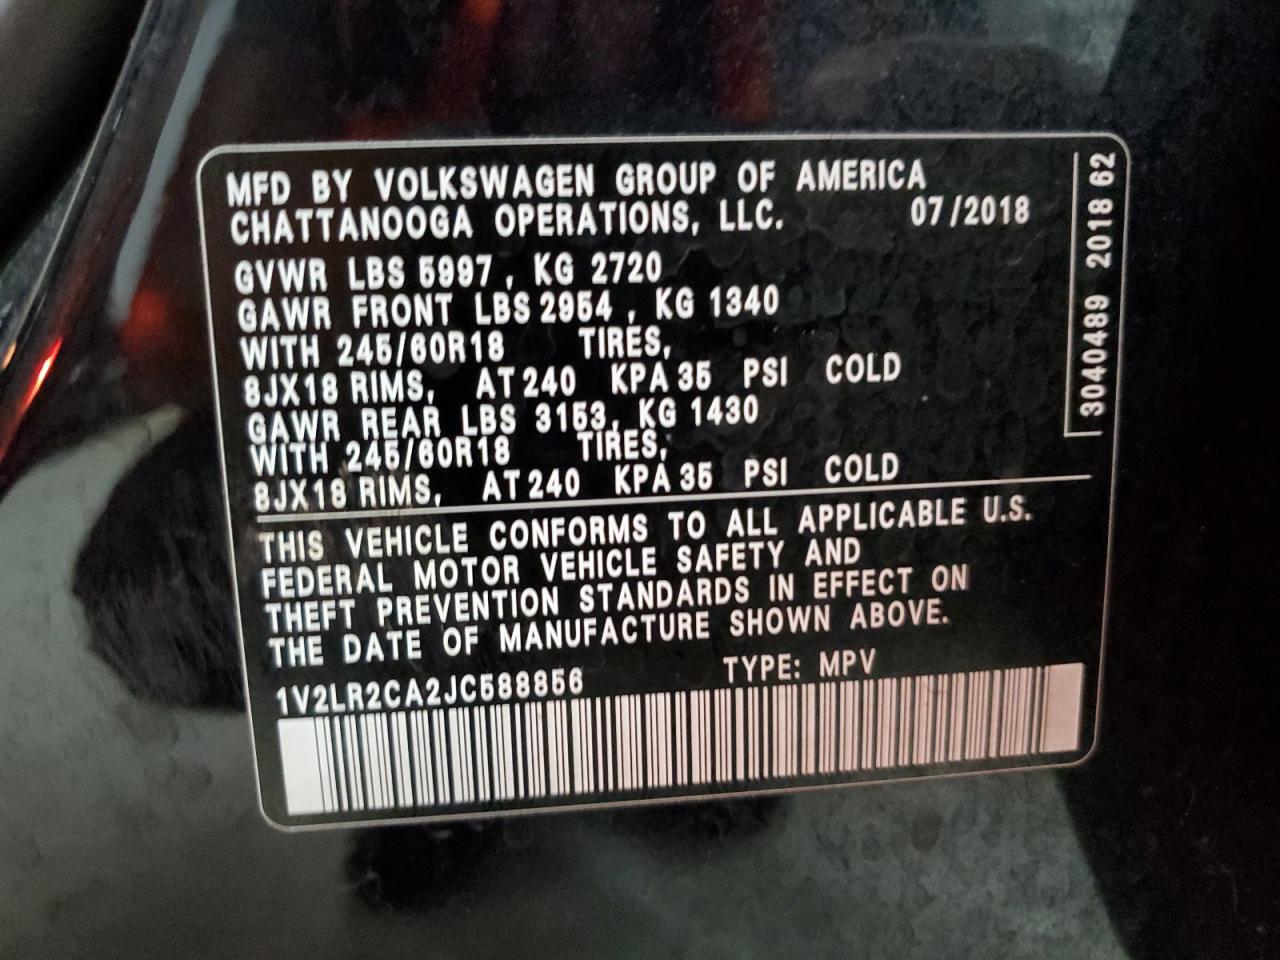 MFD BY VOLKSWAGEN GROUP OF AMERICA
CHATTANOOGA OPERATIONS, LLC. 07/2018
GVWR LBS 5997, KG 2720
GAWR FRONT LBS 2954, KG 1340
WITH 245/60R18 TIRES,
8JX18 RIMS, AT 240 KPA 35 PSI COLD
GAWR REAR LBS 3153, KG 1430
WITH 245/60R18 TIRES,
8JX18 RIMS, AT 240 KPA 35 PSI COLD
THIS VEHICLE CONFORMS TO ALL APPLICABLE U.S.
FEDERAL MOTOR VEHICLE SAFETY AND
THEFT PREVENTION STANDARDS IN EFFECT ON
THE DATE OF MANUFACTURE SHOWN ABOVE.
1V2LR2CA2JC588856 TYPE: MPV
30404489 2018 62